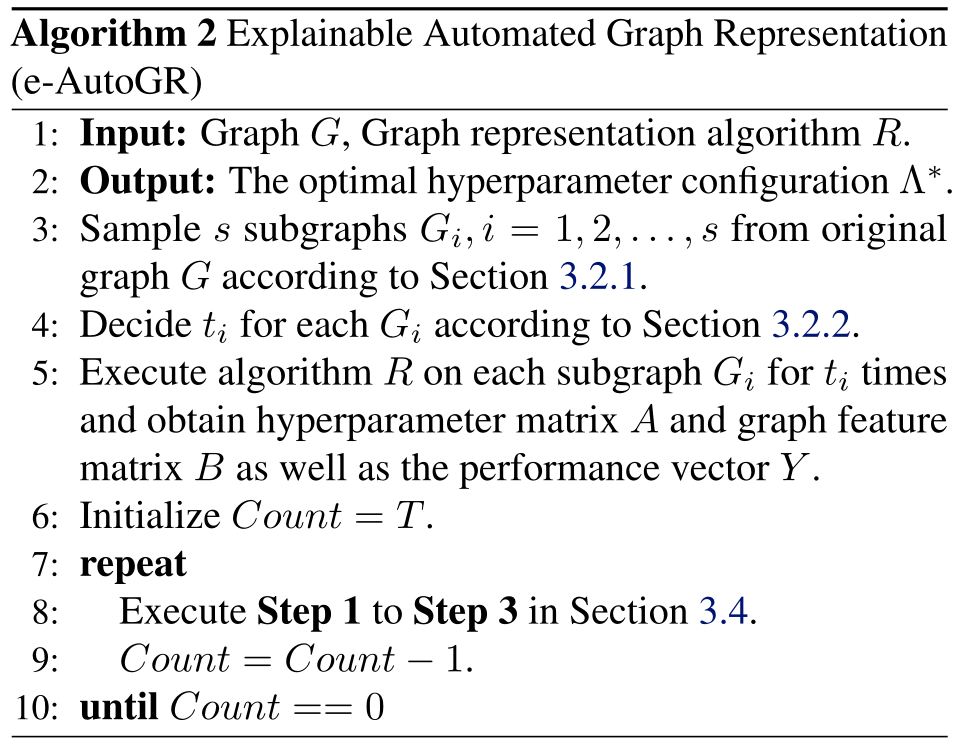 Algorithm 2 Explainable Automated Graph Representation
(e-AutoGR)
1: Input: Graph G, Graph representation algorithm R.
2: Output: The optimal hyperparameter configuration Λ*.
3: Sample s subgraphs G_i, i = 1, 2, . . . , s from original
graph G according to Section 3.2.1.
4: Decide t_i for each G_i according to Section 3.2.2.
5: Execute algorithm R on each subgraph G_i for t_i times
and obtain hyperparameter matrix A and graph feature
matrix B as well as the performance vector Y.
6: Initialize Count = T.
7: repeat
8: Execute Step 1 to Step 3 in Section 3.4.
9: Count = Count − 1.
10: until Count == 0